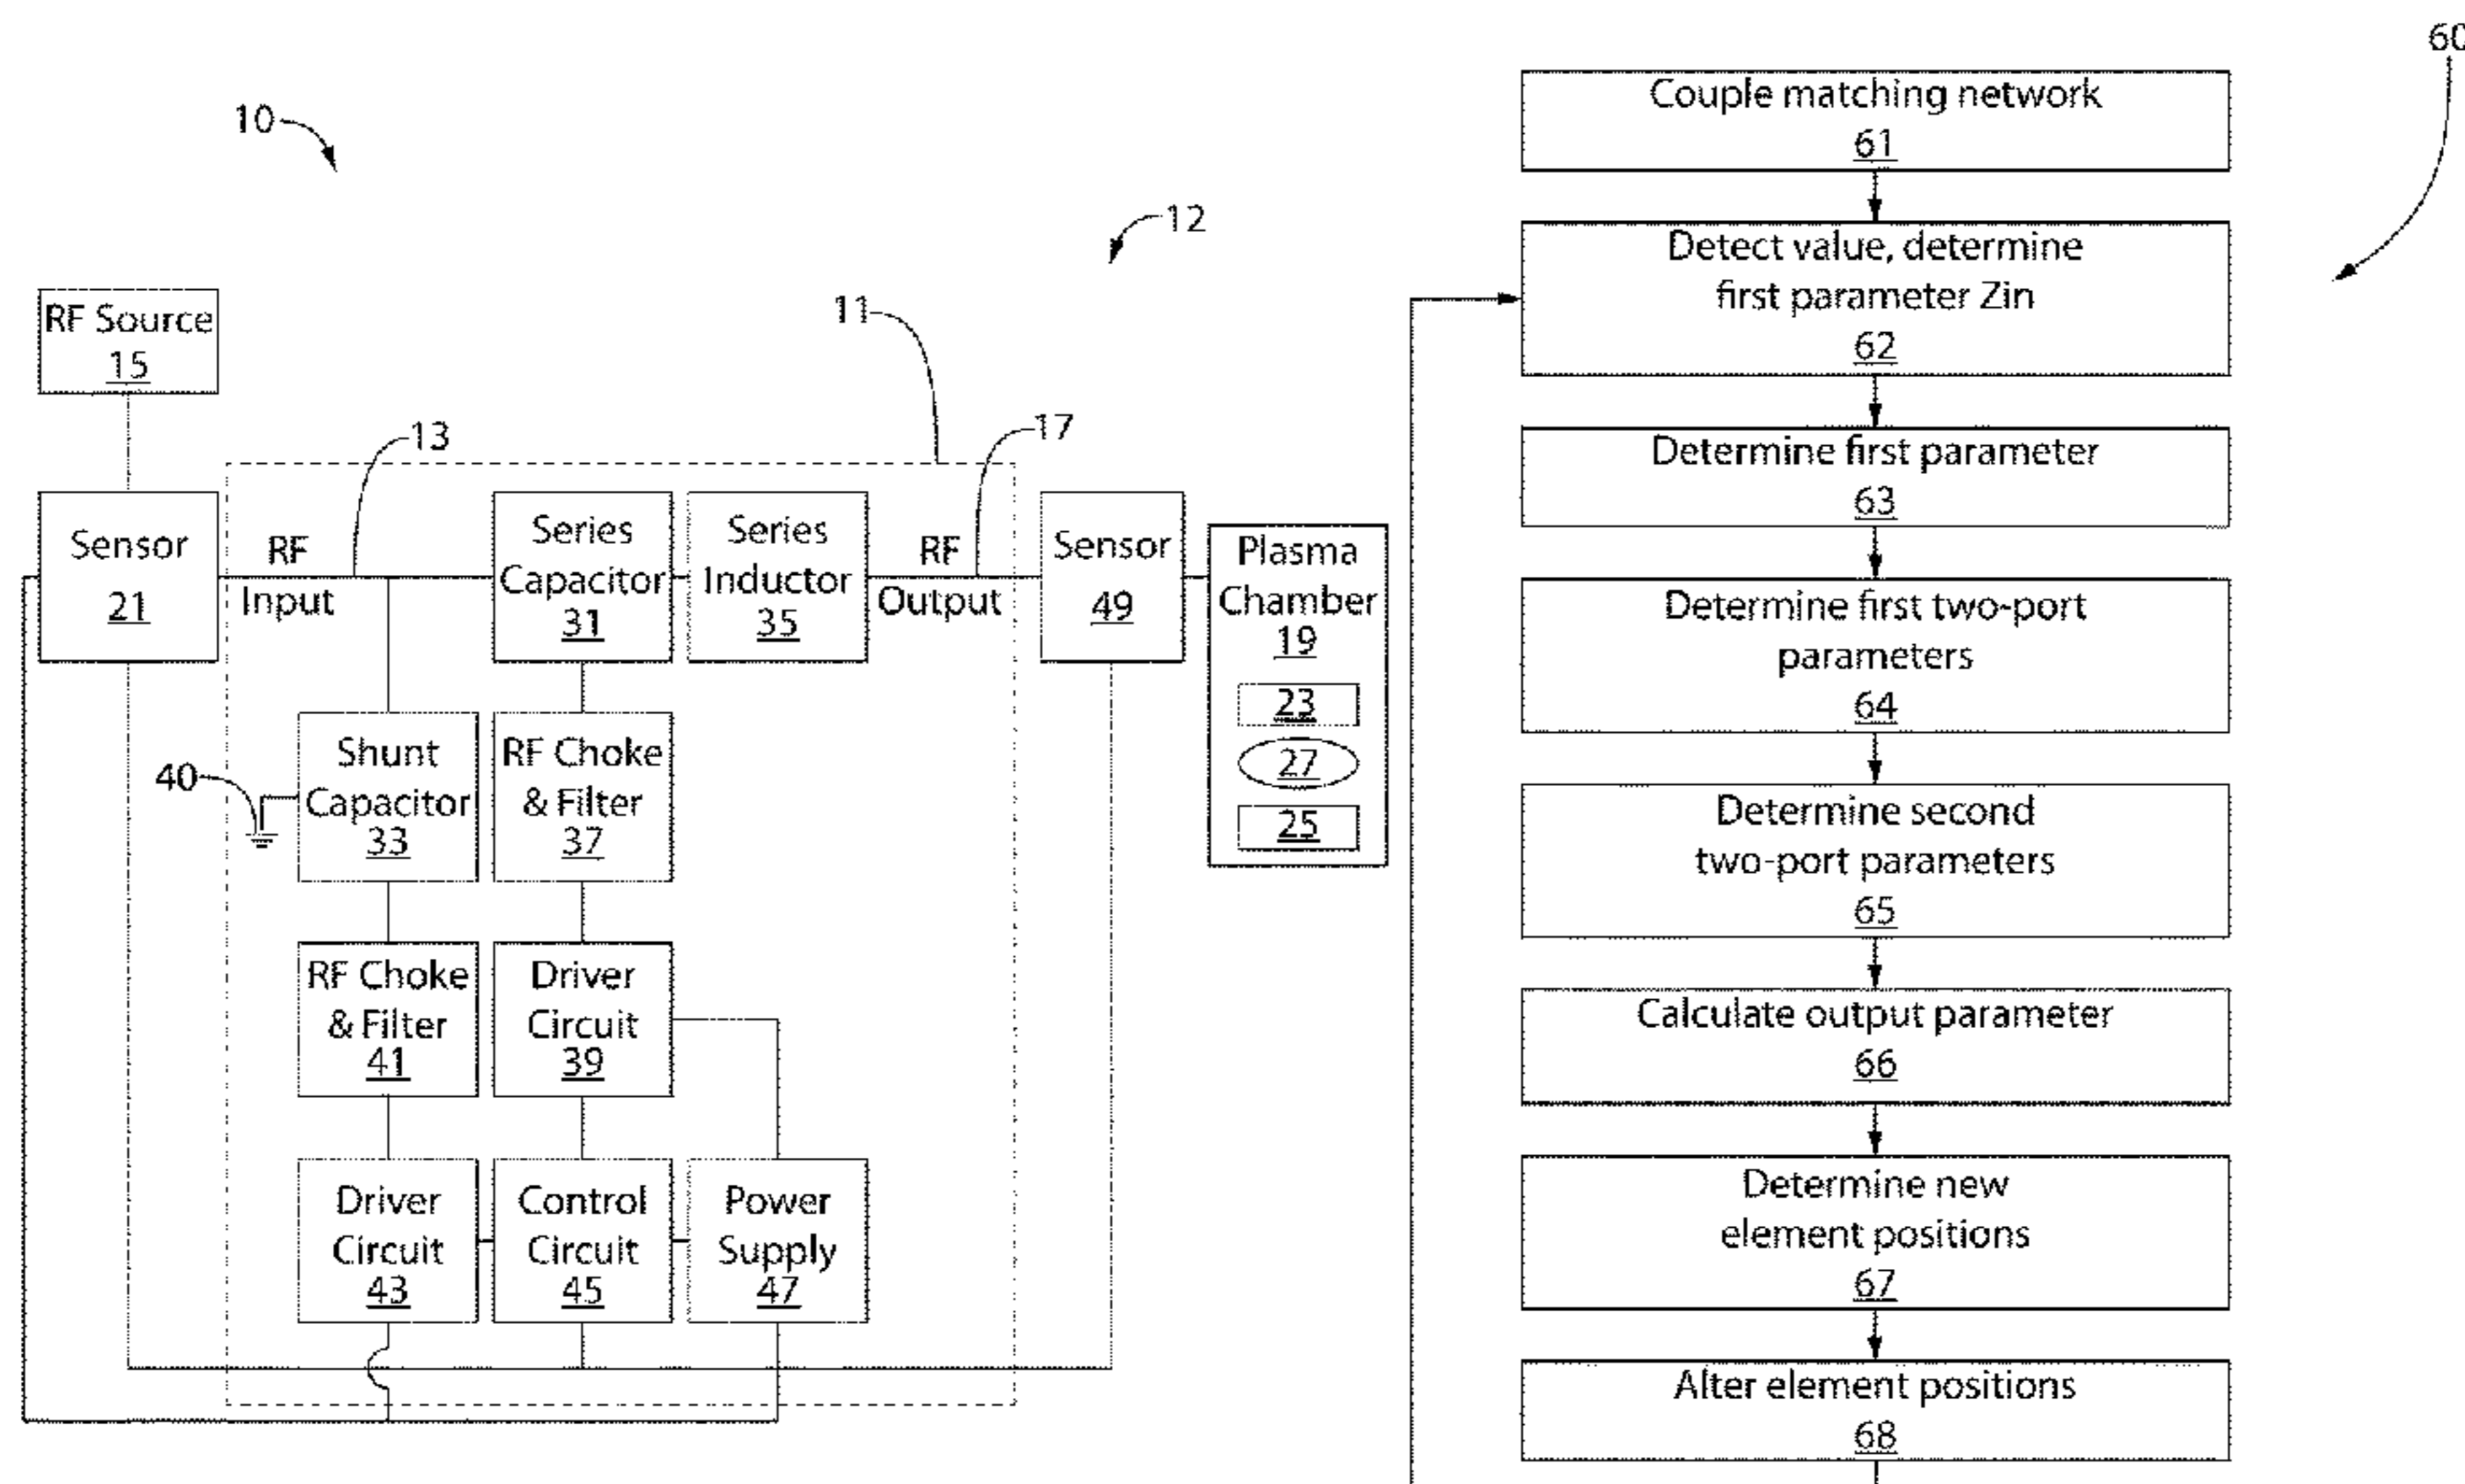 10
12
RF Source
15
11
13
17
Sensor
21
RF
Input
Series
Capacitor
31
Series
Inductor
35
RF
Output
Sensor
49
Plasma
Chamber
19
23
27
25
40
Shunt
Capacitor
33
RF Choke
& Filter
37
RF Choke
& Filter
41
Driver
Circuit
39
Driver
Circuit
43
Control
Circuit
45
Power
Supply
47
60
Couple matching network
61
Detect value, determine
first parameter Zin
62
Determine first parameter
63
Determine first two-port
parameters
64
Determine second
two-port parameters
65
Calculate output parameter
66
Determine new
element positions
67
Alter element positions
68